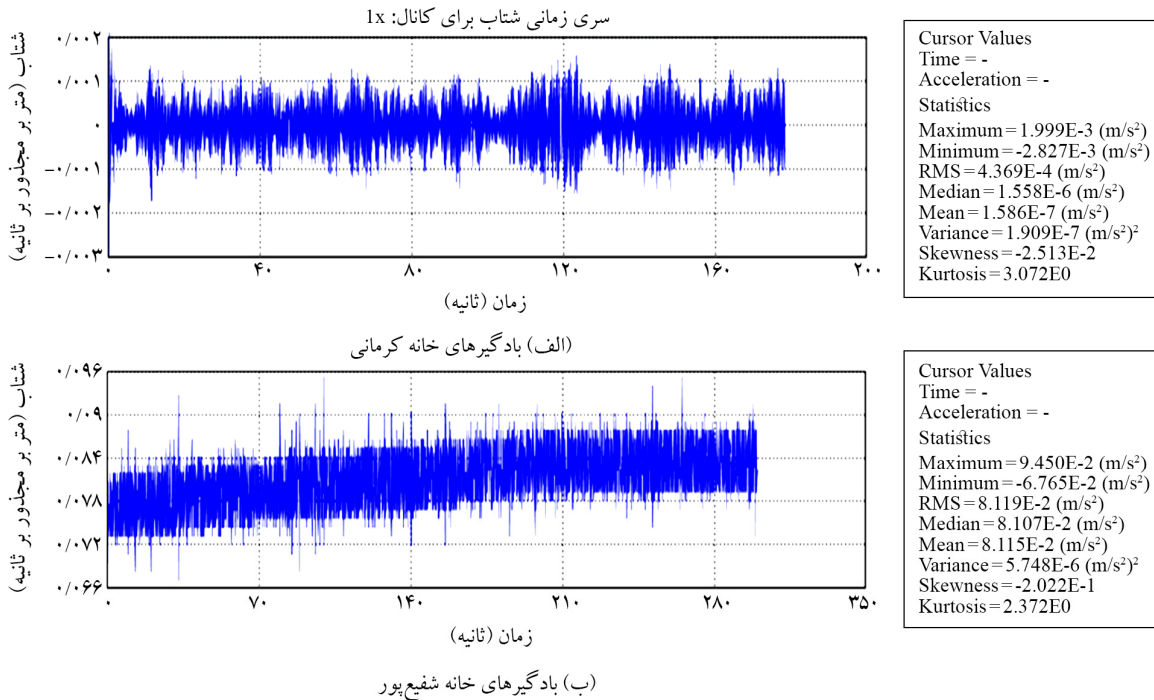 سری زمانی شتاب برای کانال: 1x
شتاب (متر بر مجذور بر ثانیه)
۰/۰۰۲
۰/۰۰۱
۰
−۰/۰۰۱
−۰/۰۰۲
−۰/۰۰۳
۰ ۴۰ ۸۰ ۱۲۰ ۱۶۰ ۲۰۰
زمان (ثانیه)
Cursor Values
Time = -
Acceleration = -
Statistics
Maximum = 1.999E-3 (m/s²)
Minimum = -2.827E-3 (m/s²)
RMS = 4.369E-4 (m/s²)
Median = 1.558E-6 (m/s²)
Mean = 1.586E-7 (m/s²)
Variance = 1.909E-7 (m/s²)²
Skewness = -2.513E-2
Kurtosis = 3.072E0
(الف) بادگیرهای خانه کرمانی
شتاب (متر بر مجذور بر ثانیه)
۰/۰۹۶
۰/۰۹
۰/۰۸۴
۰/۰۷۸
۰/۰۷۲
۰/۰۶۶
۰ ۷۰ ۱۴۰ ۲۱۰ ۲۸۰ ۳۵۰
زمان (ثانیه)
Cursor Values
Time = -
Acceleration = -
Statistics
Maximum = 9.450E-2 (m/s²)
Minimum = -6.765E-2 (m/s²)
RMS = 8.119E-2 (m/s²)
Median = 8.107E-2 (m/s²)
Mean = 8.115E-2 (m/s²)
Variance = 5.748E-6 (m/s²)²
Skewness = -2.022E-1
Kurtosis = 2.372E0
(ب) بادگیرهای خانه شفیع‌پور